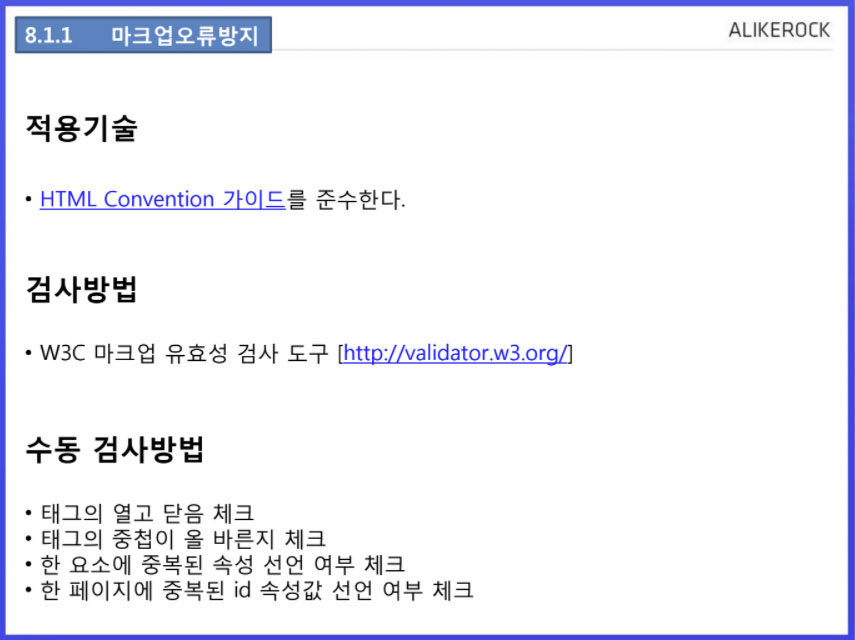 8.1.1 마크업오류방지
ALIKEROCK
적용기술
• HTML Convention 가이드를 준수한다.
검사방법
• W3C 마크업 유효성 검사 도구 [http://validator.w3.org/]
수동 검사방법
• 태그의 열고 닫음 체크
• 태그의 중첩이 올 바른지 체크
• 한 요소에 중복된 속성 선언 여부 체크
• 한 페이지에 중복된 id 속성값 선언 여부 체크